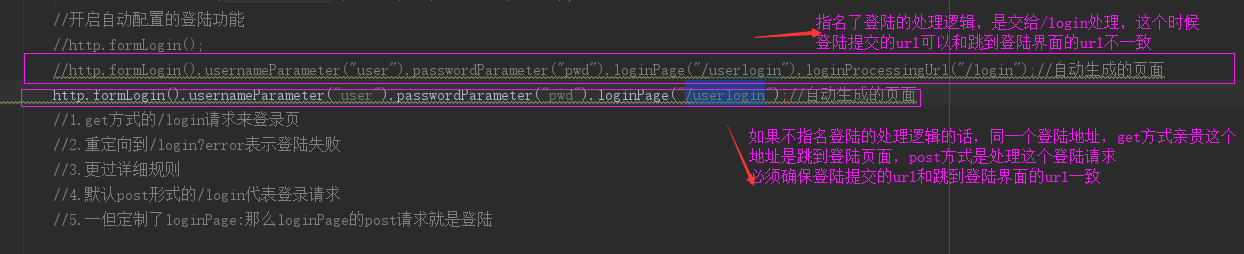 //开启自动配置的登陆功能
指名了登陆的处理逻辑，是交给/login处理，这个时候
//http.formLogin();
登陆提交的url可以和跳到登陆界面的url不一致
//http.formLogin().usernameParameter("user").passwordParameter("pwd").loginPage("/userlogin").loginProcessingUrl("/login");//自动生成的页面
http.formLogin().usernameParameter("user").passwordParameter("pwd").loginPage("/userlogin");//自动生成的页面
//1.get方式的/login请求来登录页
//2.重定向到/login?error表示登陆失败
//3.更过详细规则
//4.默认post形式的/login代表登录请求
//5.一但定制了loginPage:那么loginPage的post请求就是登陆
如果不指名登陆的处理逻辑的话，同一个登陆地址，get方式亲贵这个
地址是跳到登陆页面，post方式是处理这个登陆请求
必须确保登陆提交的url和跳到登陆界面的url一致